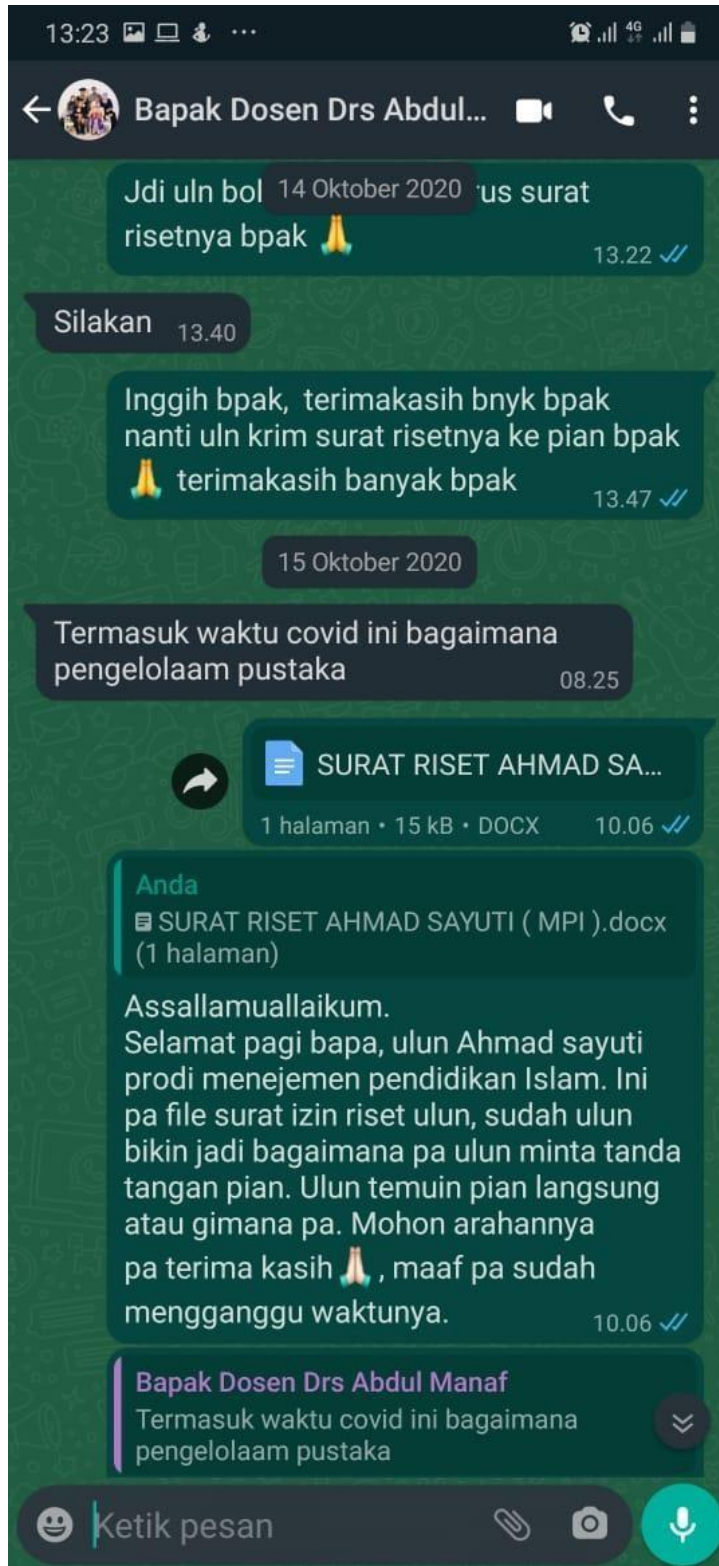 13:23
4G
Bapak Dosen Drs Abdul...
14 Oktober 2020
Jdi uln bol us surat
risetnya bpak 🙏
13.22
Silakan 13.40
Inggih bpak, terimakasih bnyk bpak
nanti uln krim surat risetnya ke pian bpak
🙏 terimakasih banyak bpak
13.47
15 Oktober 2020
Termasuk waktu covid ini bagaimana
pengelolaam pustaka
08.25
SURAT RISET AHMAD SA...
1 halaman • 15 kB • DOCX 10.06
Anda
SURAT RISET AHMAD SAYUTI ( MPI ).docx
(1 halaman)
Assallamuallaikum.
Selamat pagi bapa, ulun Ahmad sayuti
prodi menejemen pendidikan Islam. Ini
pa file surat izin riset ulun, sudah ulun
bikin jadi bagaimana pa ulun minta tanda
tangan pian. Ulun temuin pian langsung
atau gimana pa. Mohon arahannya
pa terima kasih 🙏🏻 , maaf pa sudah
mengganggu waktunya.
10.06
Bapak Dosen Drs Abdul Manaf
Termasuk waktu covid ini bagaimana
pengelolaam pustaka
Ketik pesan